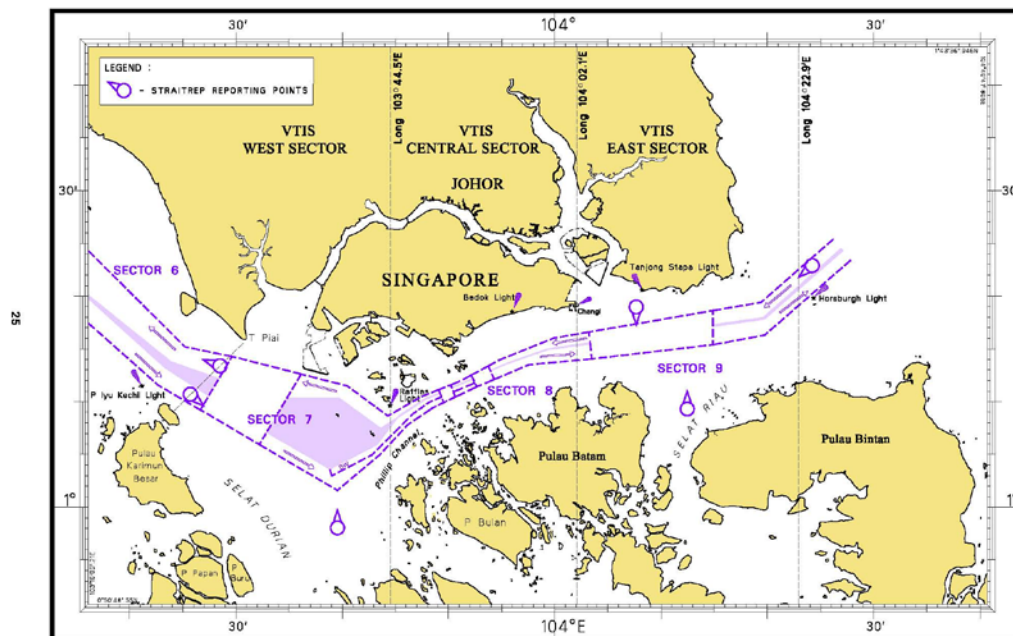 30'
104°
30'
LEGEND :
- STRAITREP REPORTING POINTS
Long 103° 44.5'E
Long 104° 02.1'E
Long 104° 22.9'E
VTIS
WEST SECTOR
VTIS
CENTRAL SECTOR
VTIS
EAST SECTOR
JOHOR
30'
30'
SECTOR 6
SINGAPORE
Tanjong Stapa Light
Bedok Light
Changi
Horsburgh Light
25
T Piai
P Iyu Kechil Light
Raffles
Light
SECTOR 7
SECTOR 8
SECTOR 9
Phillip Channel
SELAT RIAU
Pulau
Karimun
Besar
Pulau Batam
Pulau Bintan
SELAT DURIAN
1°
1°
P Bulan
P Papan
P
Buru
30'
104°E
30'